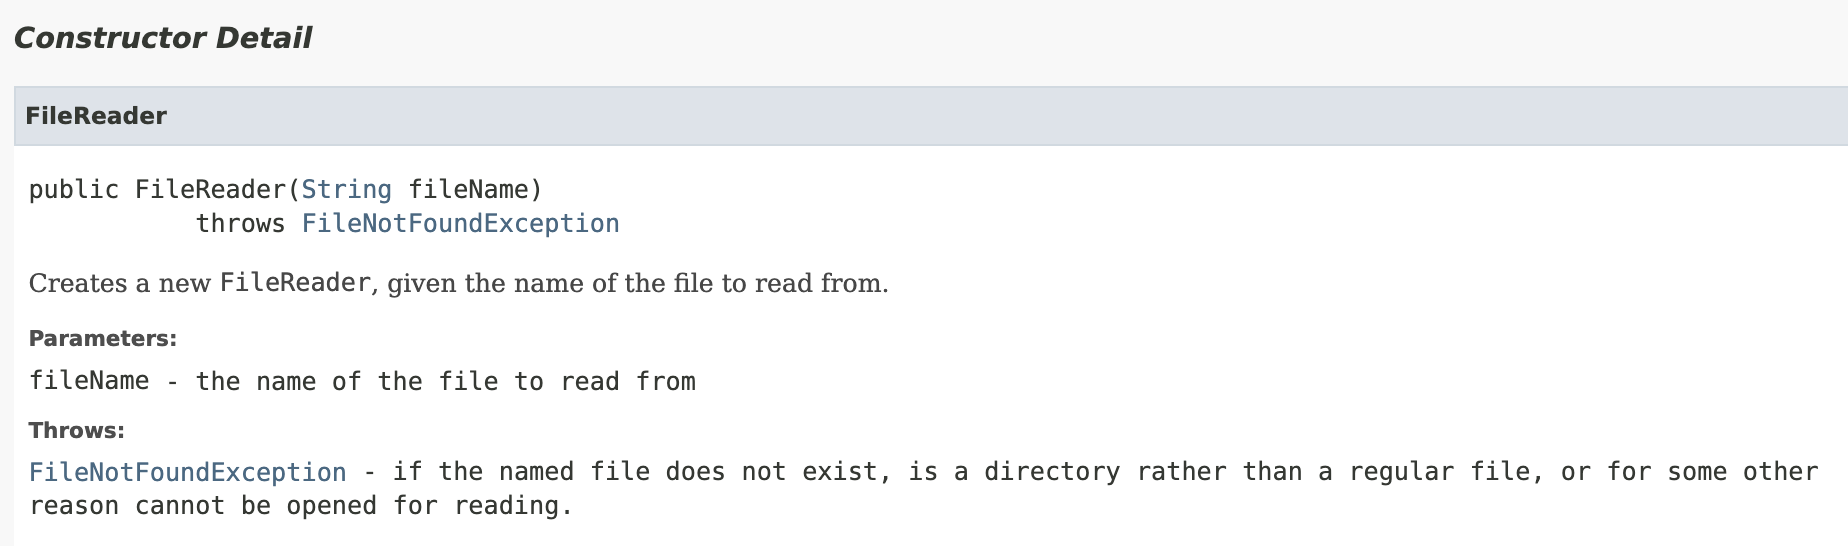 Constructor Detail
FileReader
public FileReader(String fileName)
           throws FileNotFoundException
Creates a new FileReader, given the name of the file to read from.
Parameters:
fileName - the name of the file to read from
Throws:
FileNotFoundException - if the named file does not exist, is a directory rather than a regular file, or for some other
reason cannot be opened for reading.